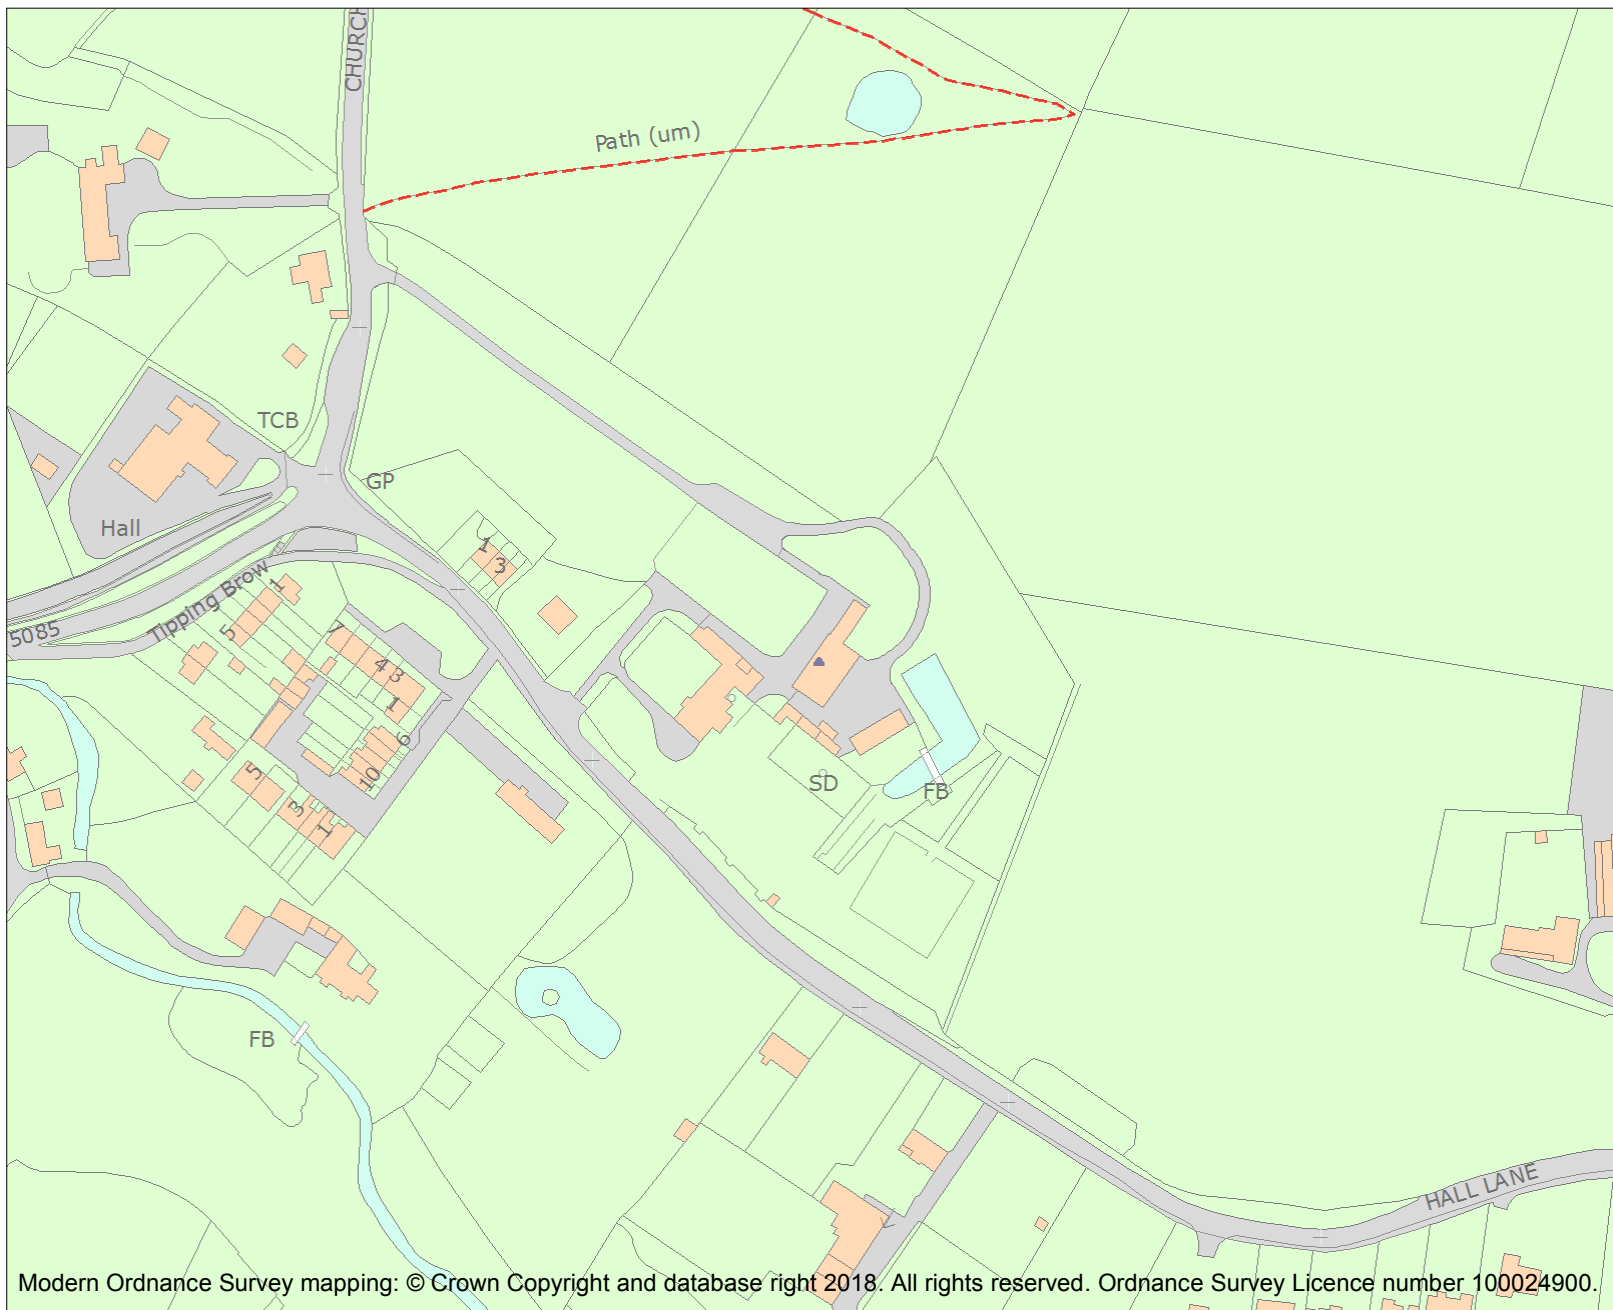 CHURCH
Path (um)
TCB
GP
Hall
1
3
Tipping Brow
1
5
5085
7
4
3
1
6
10
5
3
1
SD
FB
FB
HALL LANE
Modern Ordnance Survey mapping: © Crown Copyright and database right 2018. All rights reserved. Ordnance Survey Licence number 100024900.